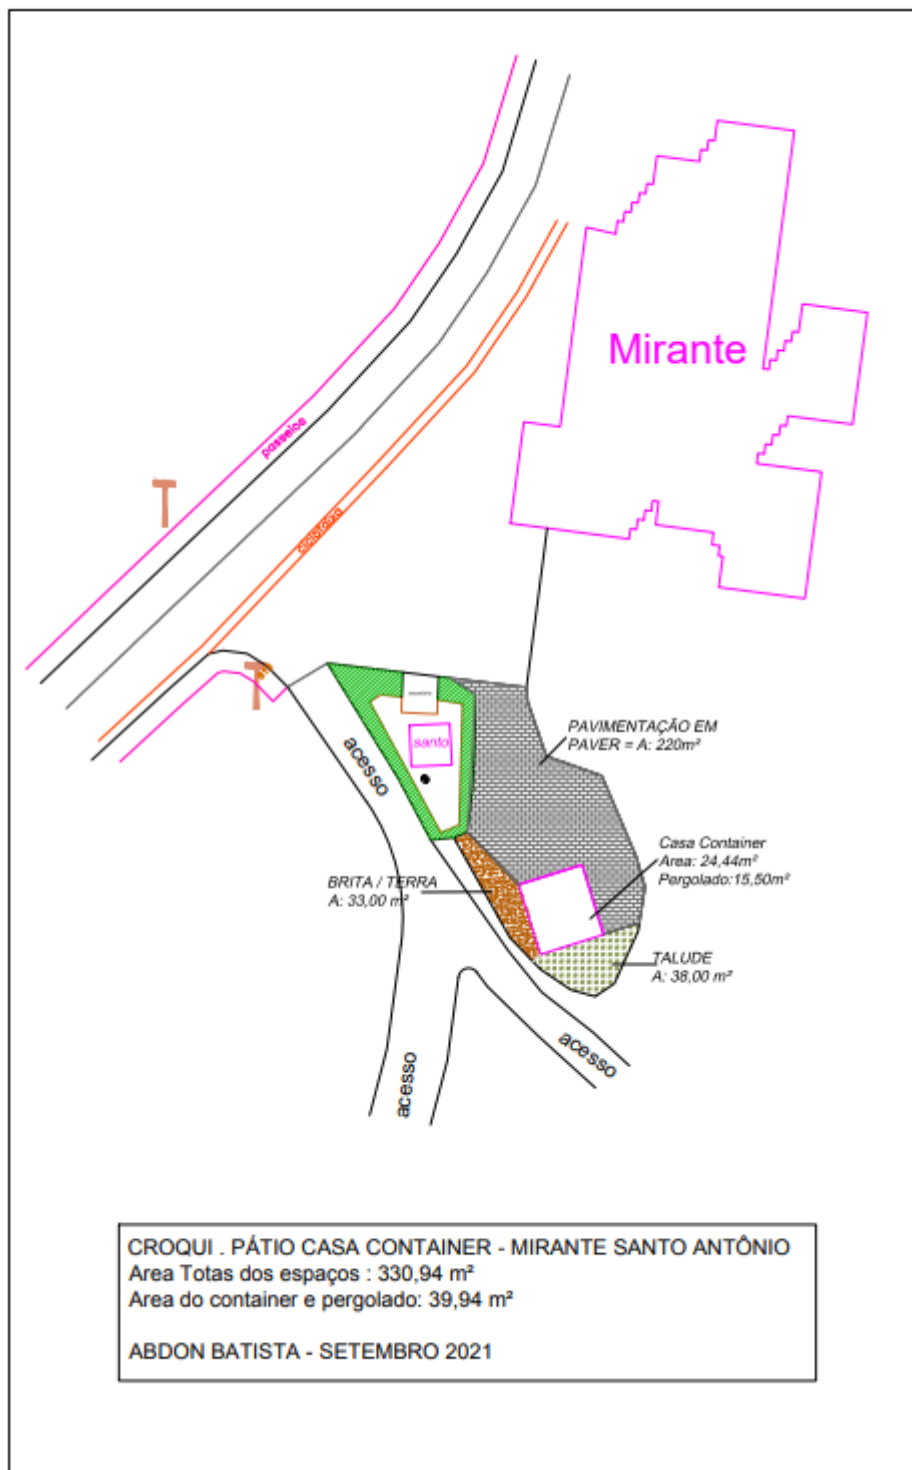 Mirante
passeios
ciclofaixa
santo
acesso
PAVIMENTAÇÃO EM
PAVER = A: 220m²
Casa Container
Area: 24,44m²
Pergolado:15,50m²
BRITA / TERRA
A: 33,00 m²
TALUDE
A: 38,00 m²
acesso
acesso
CROQUI . PÁTIO CASA CONTAINER - MIRANTE SANTO ANTÔNIO
Area Totas dos espaços : 330,94 m²
Area do container e pergolado: 39,94 m²
ABDON BATISTA - SETEMBRO 2021